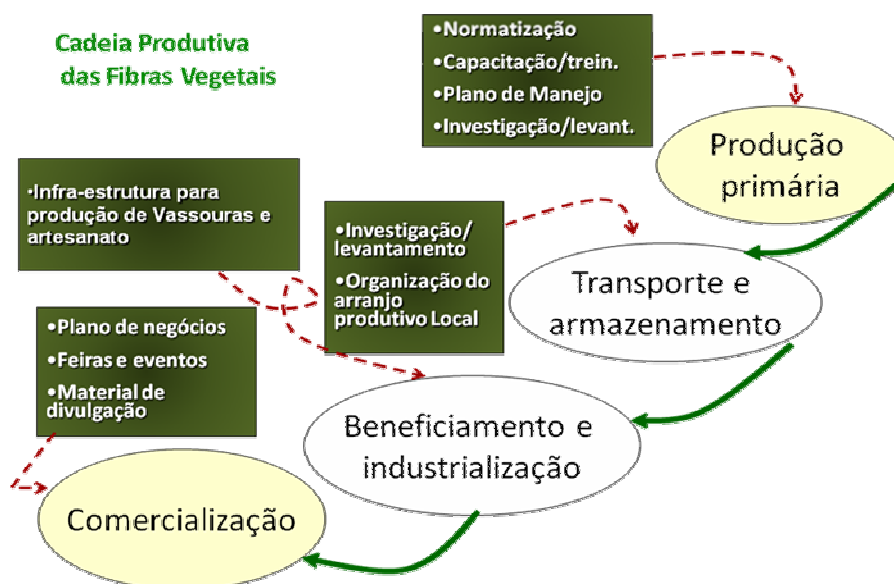 Cadeia Produtiva
das Fibras Vegetais
•Normatização
•Capacitação/trein.
•Plano de Manejo
•Investigação/levant.
Produção
primária
•Infra-estrutura para
produção de Vassouras e
artesanato
•Investigação/
levantamento
•Organização do
arranjo
produtivo Local
Transporte e
armazenamento
•Plano de negócios
•Feiras e eventos
•Material de
divulgação
Beneficiamento e
industrialização
Comercialização